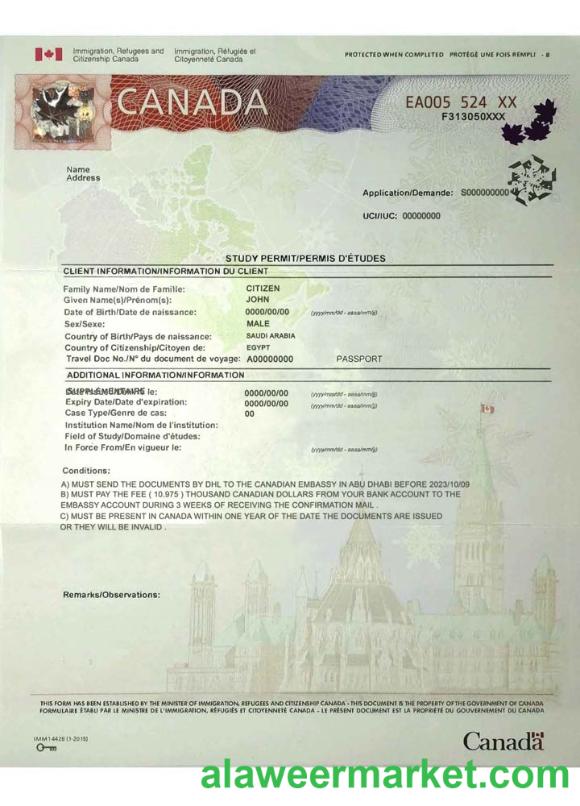 Immigration, Refugees and Immigration, Réfugiés et
Citizenship Canada Citoyenneté Canada
PROTECTED WHEN COMPLETED PROTÉGÉ UNE FOIS REMPLI - B
CANADA
EA005 524 XX
F313050XXX
Name
Address
Application/Demande: S000000000
UCI/IUC: 00000000
STUDY PERMIT/PERMIS D'ÉTUDES
CLIENT INFORMATION/INFORMATION DU CLIENT
Family Name/Nom de Famille: CITIZEN
Given Name(s)/Prénom(s): JOHN
Date of Birth/Date de naissance: 0000/00/00 (yyyy/mm/dd - aaaa/mm/jj)
Sex/Sexe: MALE
Country of Birth/Pays de naissance: SAUDI ARABIA
Country of Citizenship/Citoyen de: EGYPT
Travel Doc No./N° du document de voyage: A00000000 PASSPORT
ADDITIONAL INFORMATION/INFORMATION
SUPPLÉMENTAIRE le: 0000/00/00 (yyyy/mm/dd - aaaa/mm/jj)
Expiry Date/Date d'expiration: 0000/00/00 (yyyy/mm/dd - aaaa/mm/jj)
Case Type/Genre de cas: 00
Institution Name/Nom de l'institution:
Field of Study/Domaine d'études:
In Force From/En vigueur le: (yyyy/mm/dd - aaaa/mm/jj)
Conditions:
A) MUST SEND THE DOCUMENTS BY DHL TO THE CANADIAN EMBASSY IN ABU DHABI BEFORE 2023/10/09
B) MUST PAY THE FEE ( 10.975 ) THOUSAND CANADIAN DOLLARS FROM YOUR BANK ACCOUNT TO THE
EMBASSY ACCOUNT DURING 3 WEEKS OF RECEIVING THE CONFIRMATION MAIL .
C) MUST BE PRESENT IN CANADA WITHIN ONE YEAR OF THE DATE THE DOCUMENTS ARE ISSUED
OR THEY WILL BE INVALID .
Remarks/Observations:
THIS FORM HAS BEEN ESTABLISHED BY THE MINISTER OF IMMIGRATION, REFUGEES AND CITIZENSHIP CANADA - THIS DOCUMENT IS THE PROPERTY OF THE GOVERNMENT OF CANADA
FORMULAIRE ÉTABLI PAR LE MINISTRE DE L'IMMIGRATION, RÉFUGIÉS ET CITOYENNETÉ CANADA - LE PRÉSENT DOCUMENT EST LA PROPRIÉTÉ DU GOUVERNEMENT DU CANADA
IMM 1442B (1-2015)
Canada
alaweermarket.com